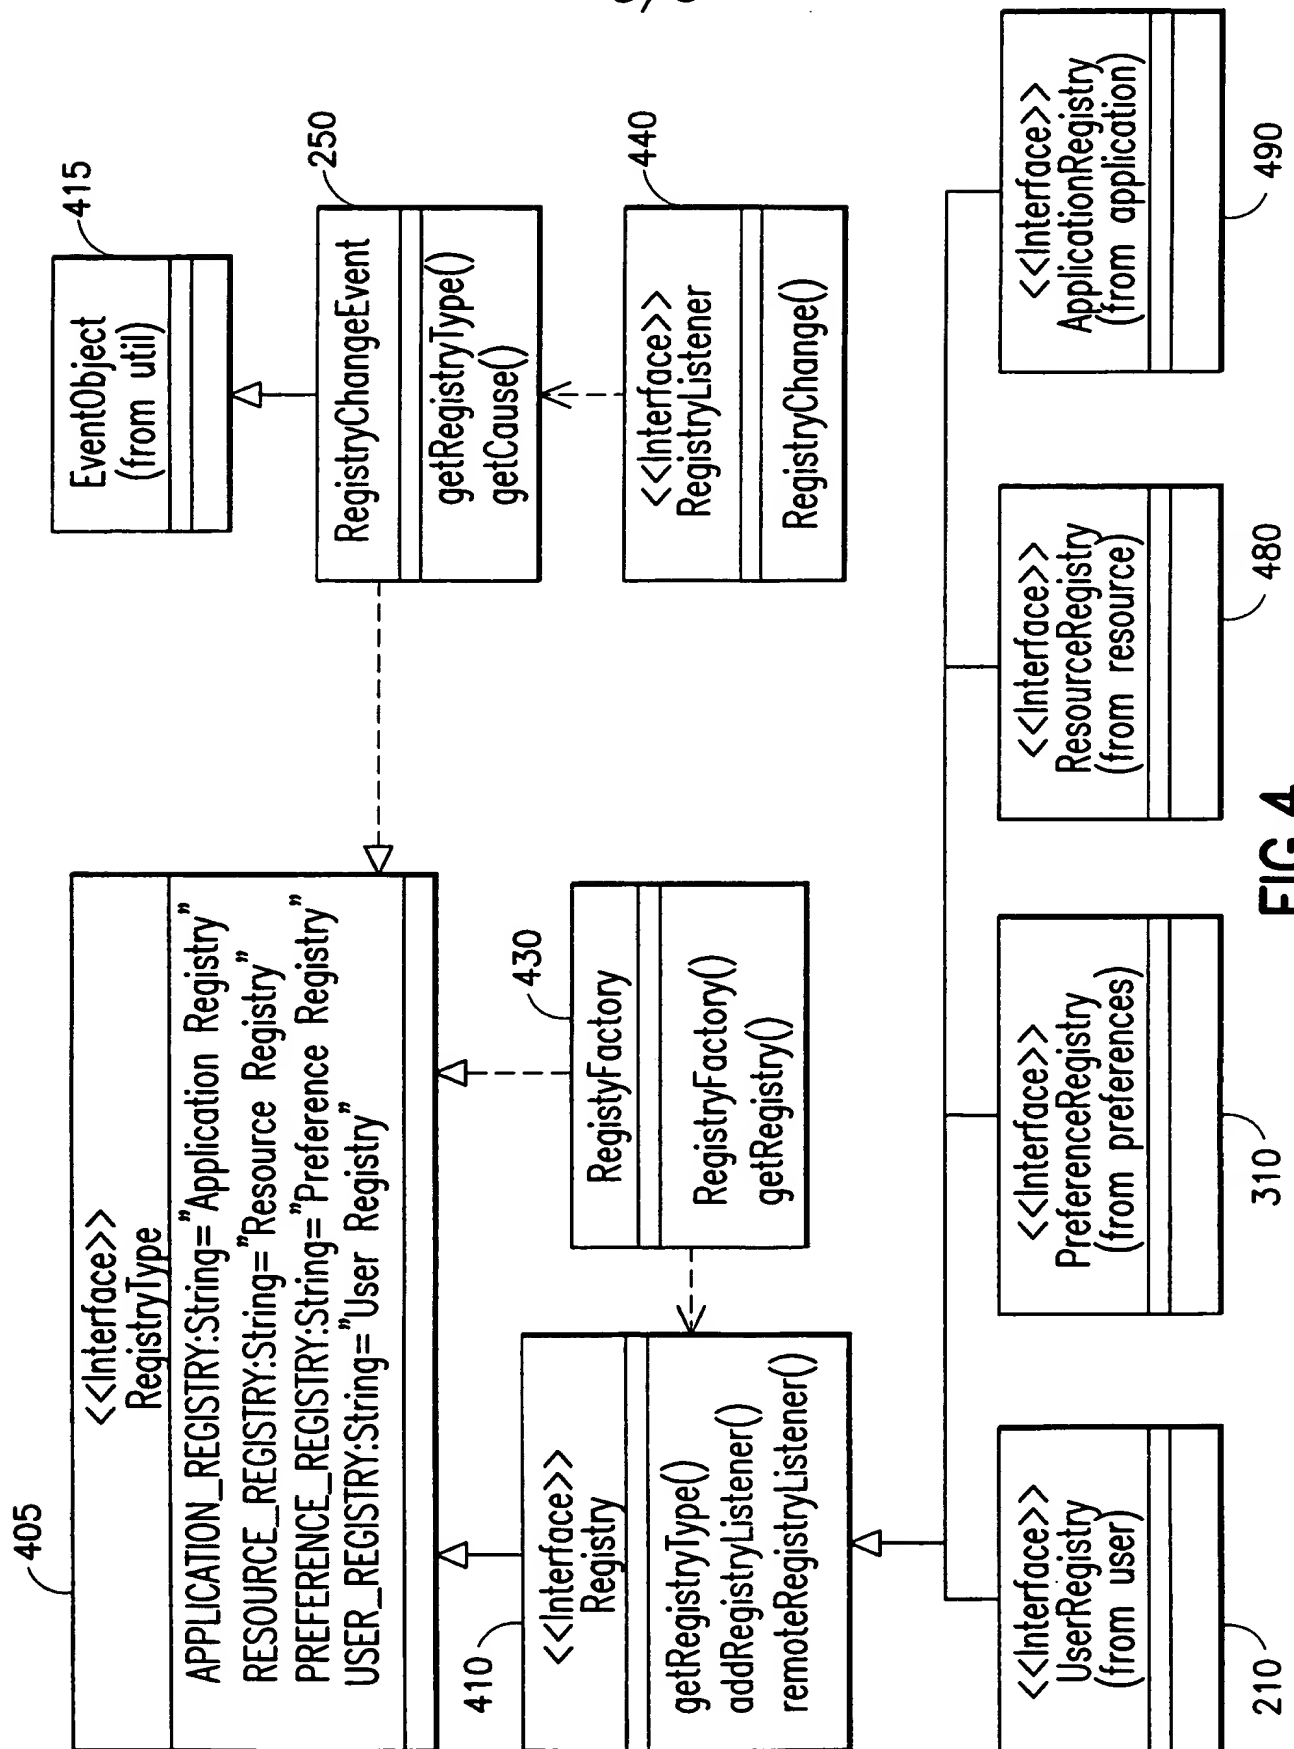 405
<<Interface>>
RegistryType
APPLICATION_REGISTRY:String="Application Registry"
RESOURCE_REGISTRY:String="Resource Registry"
PREFERENCE_REGISTRY:String="Preference Registry"
USER_REGISTRY:String="User Registry"
415
EventObject
(from util)
250
RegistryChangeEvent
getRegistryType()
getCause()
440
<<Interface>>
RegistryListener
RegistryChange()
430
RegistyFactory
RegistryFactory()
getRegistry()
410
<<Interface>>
Registry
getRegistryType()
addRegistryListener()
remoteRegistryListener()
<<Interface>>
UserRegistry
(from user)
210
<<Interface>>
PreferenceRegistry
(from preferences)
310
<<Interface>>
ResourceRegistry
(from resource)
480
<<Interface>>
ApplicationRegistry
(from application)
490
FIG.4